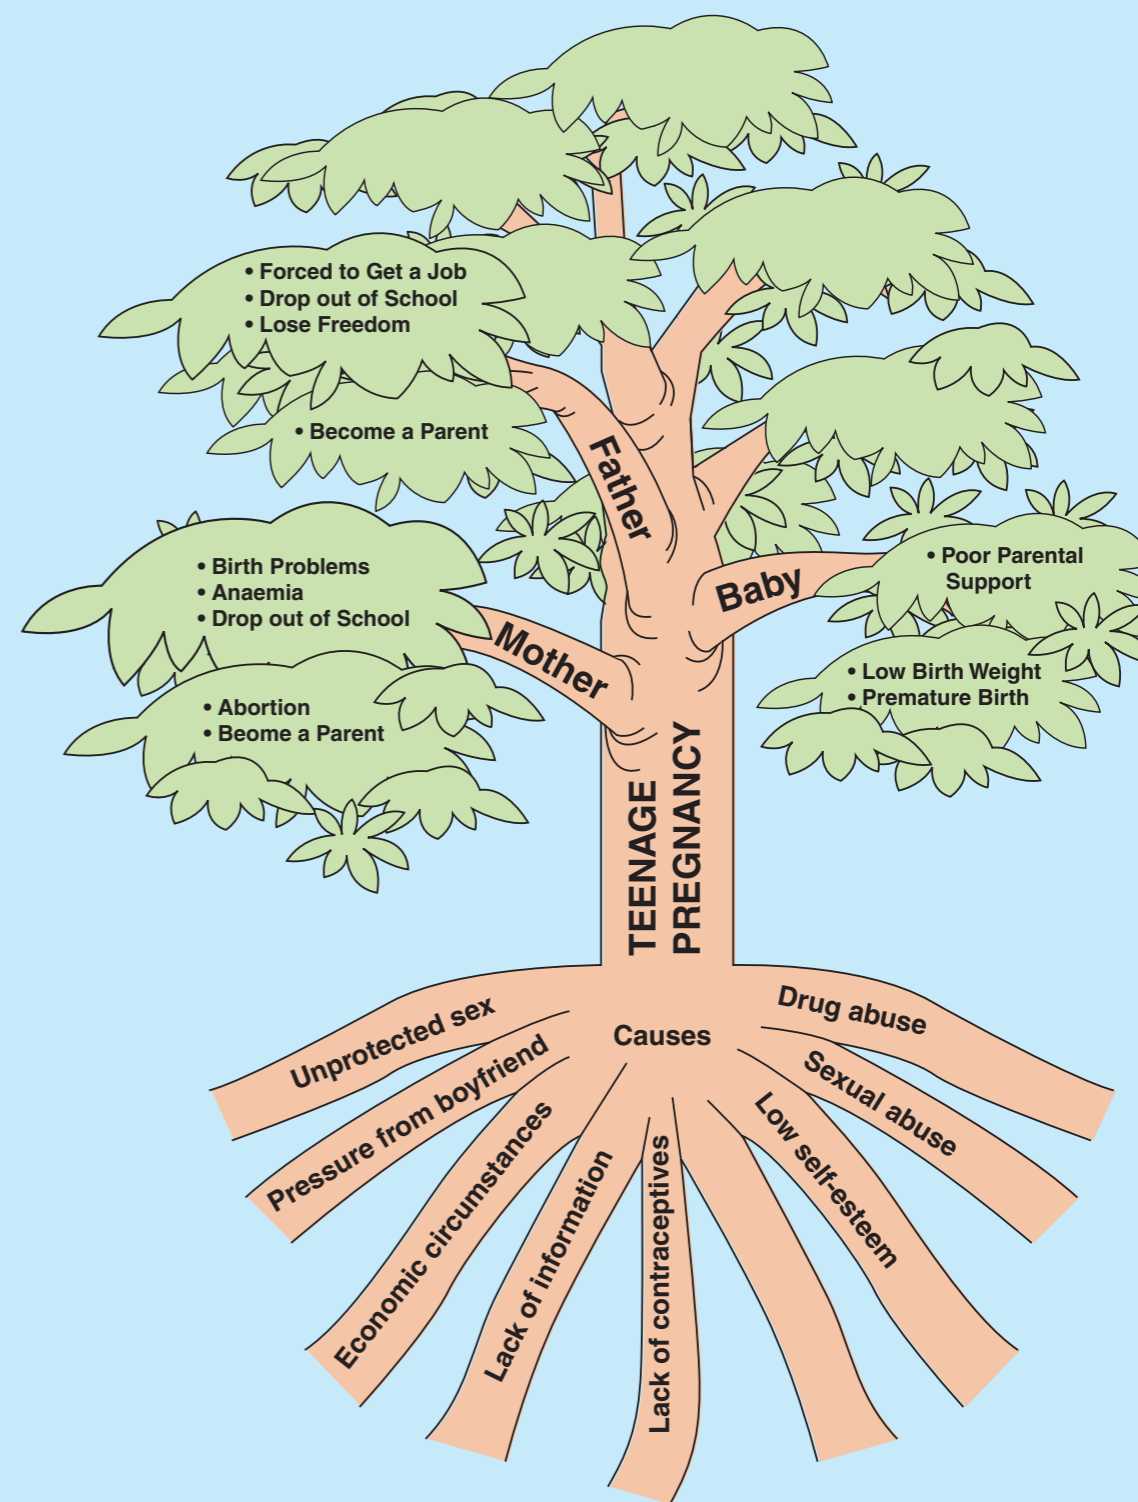 • Forced to Get a Job
• Drop out of School
• Lose Freedom
• Become a Parent
Father
• Birth Problems
• Anaemia
• Drop out of School
Mother
• Abortion
• Beome a Parent
Baby
• Poor Parental
Support
• Low Birth Weight
• Premature Birth
TEENAGE
PREGNANCY
Causes
Unprotected sex
Pressure from boyfriend
Economic circumstances
Lack of information
Lack of contraceptives
Low self-esteem
Sexual abuse
Drug abuse